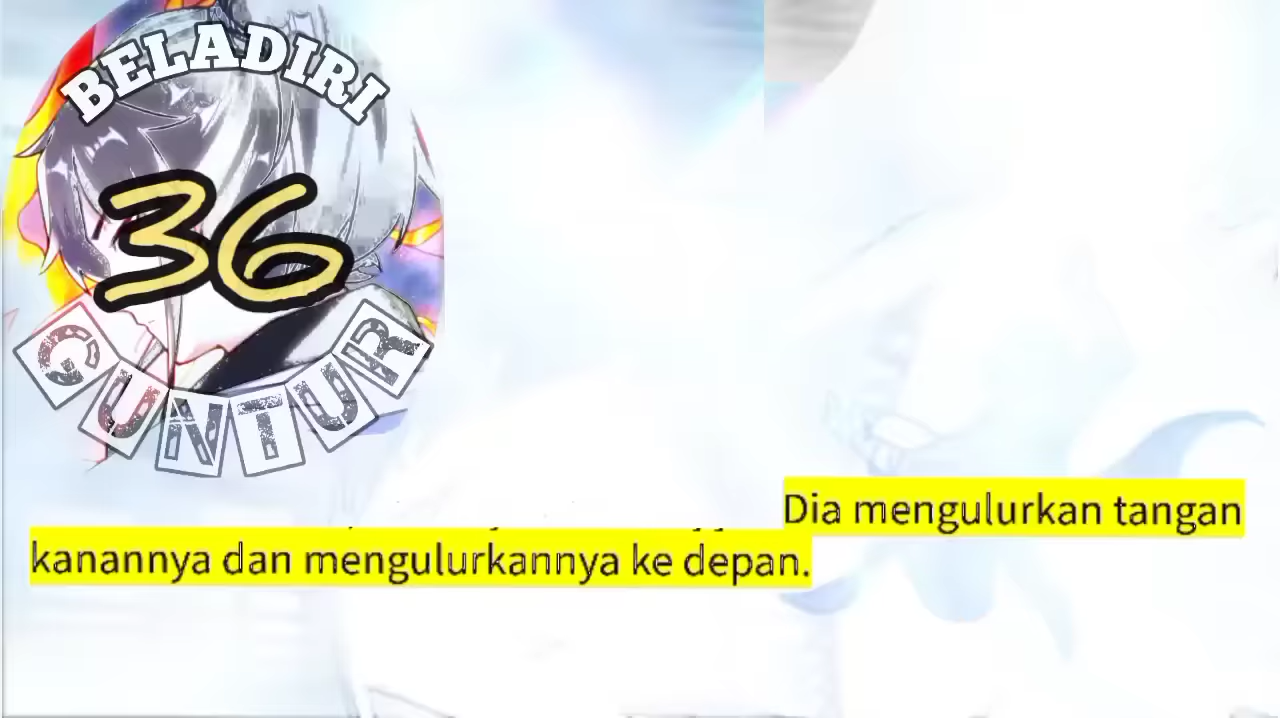 BELADIRI
36
GUNTUR
Dia mengulurkan tangan
kanannya dan mengulurkannya ke depan.